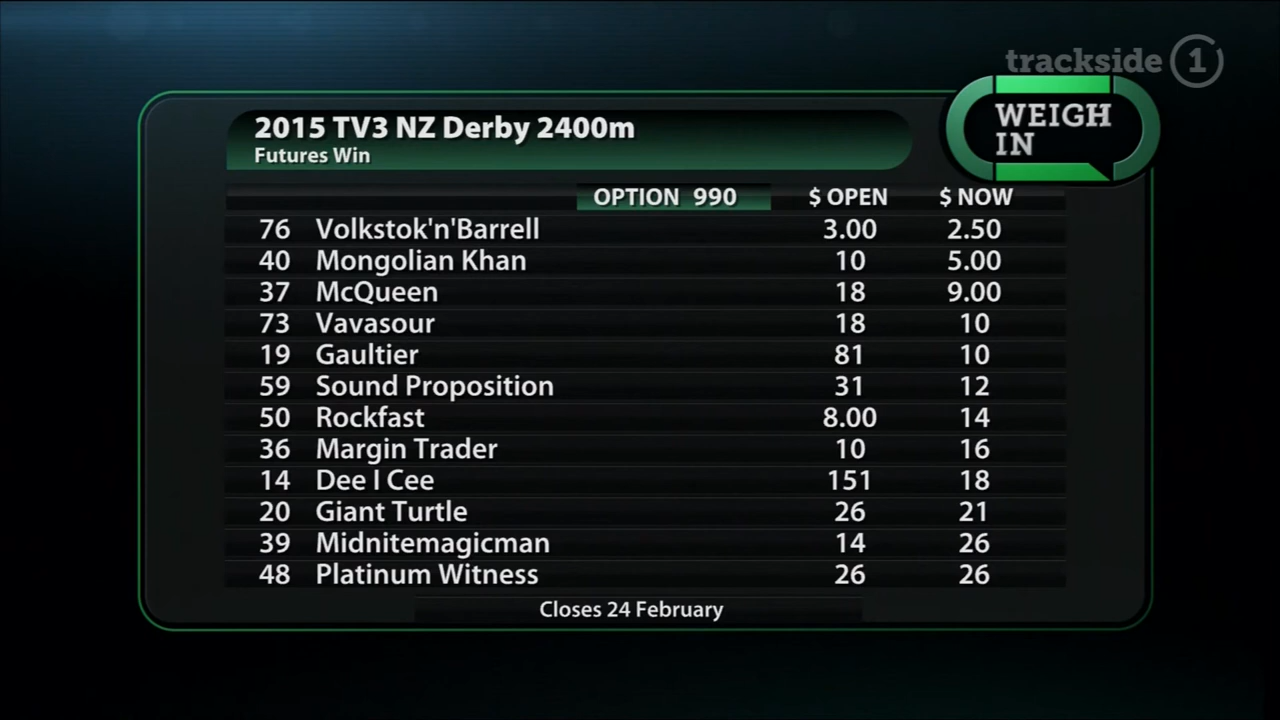 trackside 1
WEIGH
IN
2015 TV3 NZ Derby 2400m
Futures Win
OPTION 990 $ OPEN $ NOW
76 Volkstok'n'Barrell 3.00 2.50
40 Mongolian Khan 10 5.00
37 McQueen 18 9.00
73 Vavasour 18 10
19 Gaultier 81 10
59 Sound Proposition 31 12
50 Rockfast 8.00 14
36 Margin Trader 10 16
14 Dee I Cee 151 18
20 Giant Turtle 26 21
39 Midnitemagicman 14 26
48 Platinum Witness 26 26
Closes 24 February